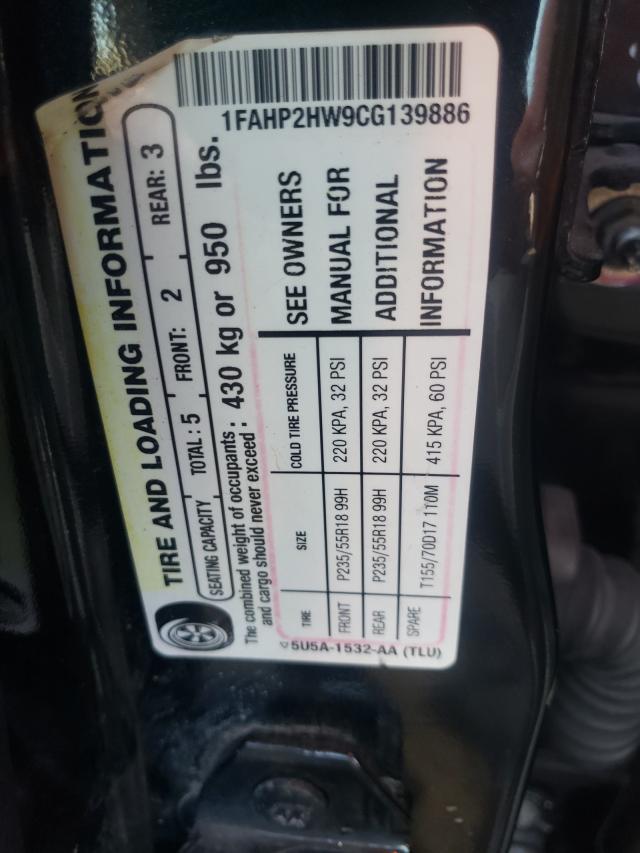 1FAHP2HW9CG139886
TIRE AND LOADING INFORMATION
SEATING CAPACITY TOTAL : 5 FRONT: 2 REAR: 3
The combined weight of occupants : 430 kg or 950 lbs.
and cargo should never exceed :
TIRE SIZE COLD TIRE PRESSURE SEE OWNERS
FRONT P235/55R18 99H 220 KPA, 32 PSI MANUAL FOR
REAR P235/55R18 99H 220 KPA, 32 PSI ADDITIONAL
SPARE T155/70D17 110M 415 KPA, 60 PSI INFORMATION
5U5A-1532-AA (TLU)